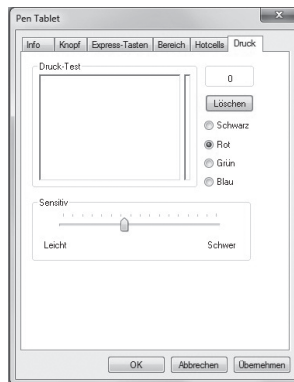 Pen Tablet
Info Knopf Express-Tasten Bereich Hotcells Druck
Druck-Test
0
Löschen
Schwarz
Rot
Grün
Blau
Sensitiv
Leicht Schwer
OK Abbrechen Übernehmen